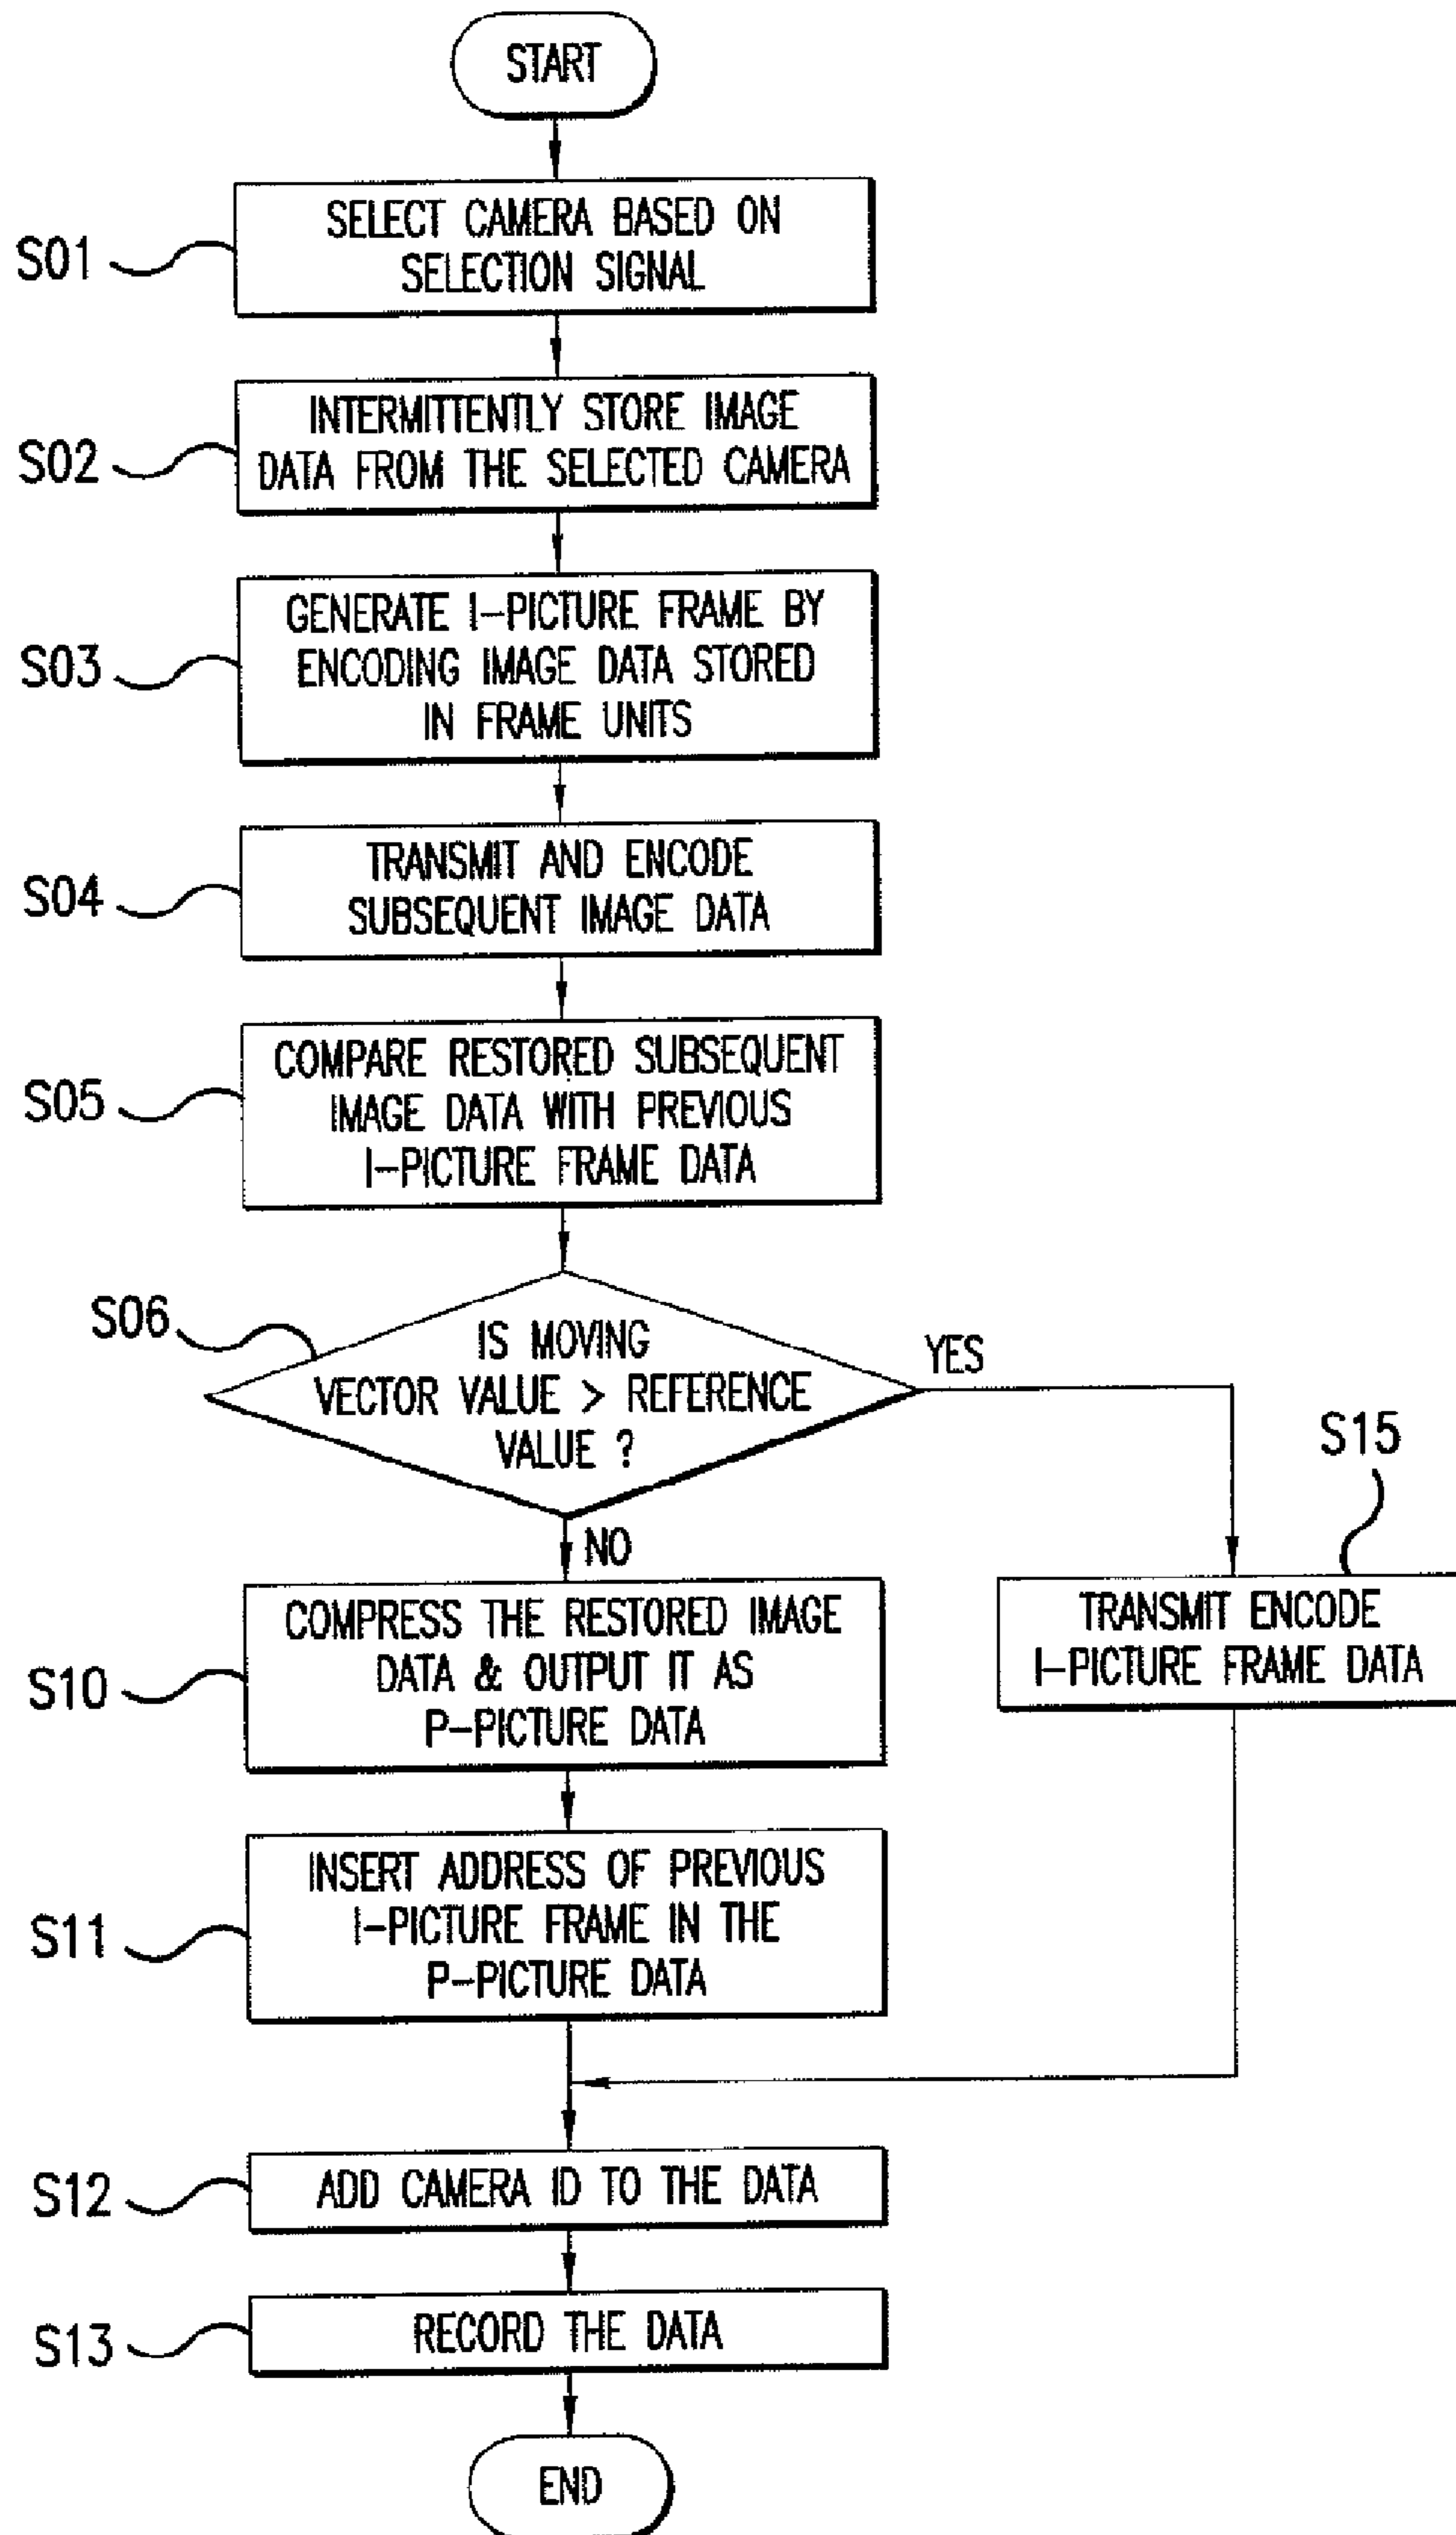 START
S01
SELECT CAMERA BASED ON
SELECTION SIGNAL
S02
INTERMITTENTLY STORE IMAGE
DATA FROM THE SELECTED CAMERA
S03
GENERATE I-PICTURE FRAME BY
ENCODING IMAGE DATA STORED
IN FRAME UNITS
S04
TRANSMIT AND ENCODE
SUBSEQUENT IMAGE DATA
S05
COMPARE RESTORED SUBSEQUENT
IMAGE DATA WITH PREVIOUS
I-PICTURE FRAME DATA
S06
IS MOVING
VECTOR VALUE > REFERENCE
VALUE ?
YES
NO
S15
TRANSMIT ENCODE
I-PICTURE FRAME DATA
S10
COMPRESS THE RESTORED IMAGE
DATA & OUTPUT IT AS
P-PICTURE DATA
S11
INSERT ADDRESS OF PREVIOUS
I-PICTURE FRAME IN THE
P-PICTURE DATA
S12
ADD CAMERA ID TO THE DATA
S13
RECORD THE DATA
END